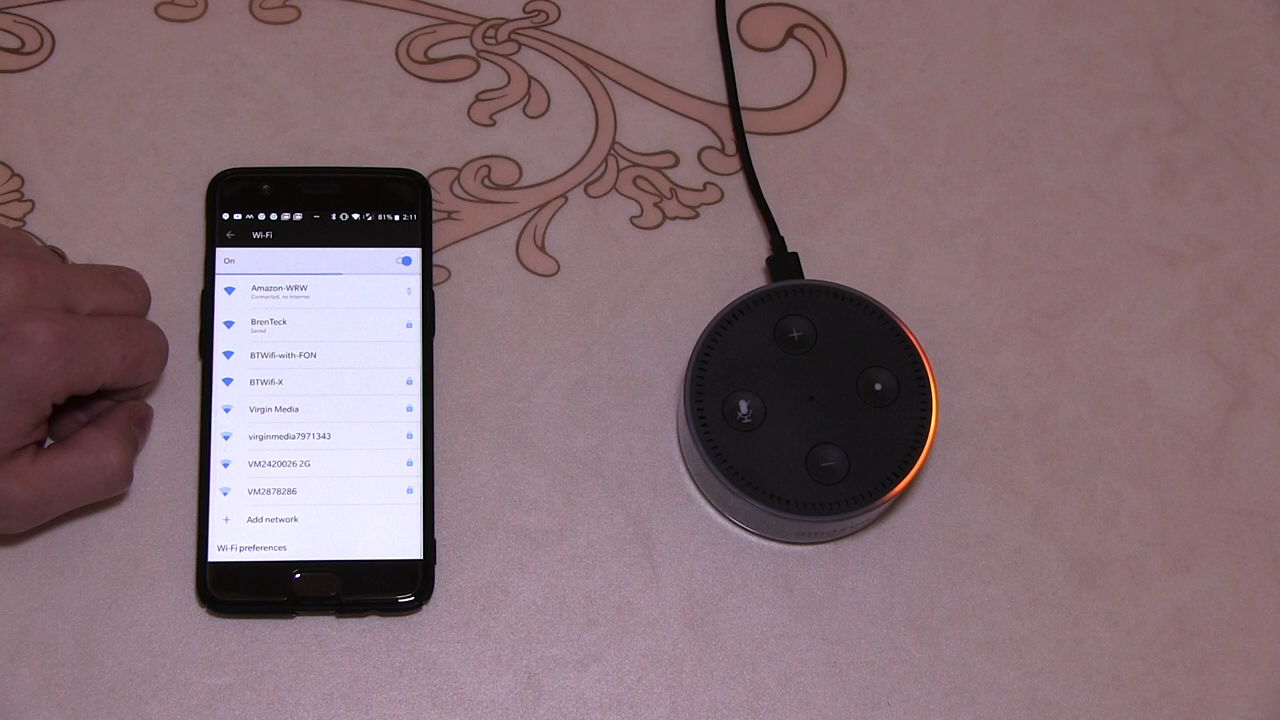 81% 2:11
Wi-Fi
On
Amazon-WRW
Connected, no Internet
BrenTeck
Saved
BTWifi-with-FON
BTWifi-X
Virgin Media
virginmedia7971343
VM2420026 2G
VM2878286
+ Add network
Wi-Fi preferences
amazon